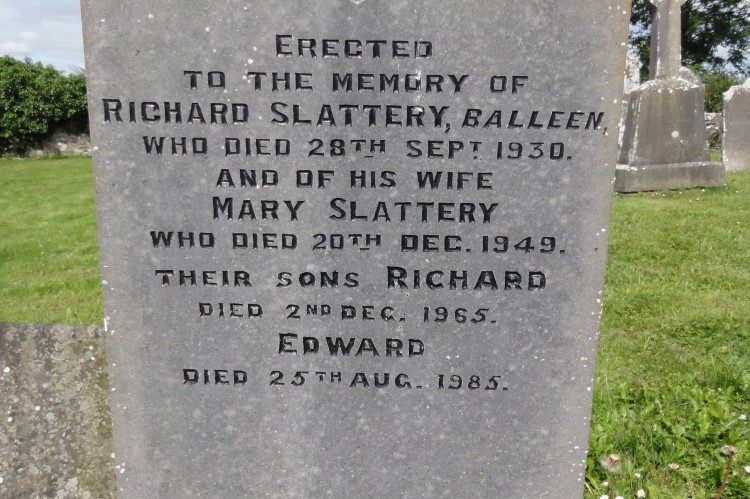 ERECTED
TO THE MEMORY OF
RICHARD SLATTERY, BALLEEN,
WHO DIED 28TH SEPT. 1930.
AND OF HIS WIFE
MARY SLATTERY
WHO DIED 20TH DEC. 1949.
THEIR SONS RICHARD
DIED 2ND DEC. 1965.
EDWARD
DIED 25TH AUG. 1985.